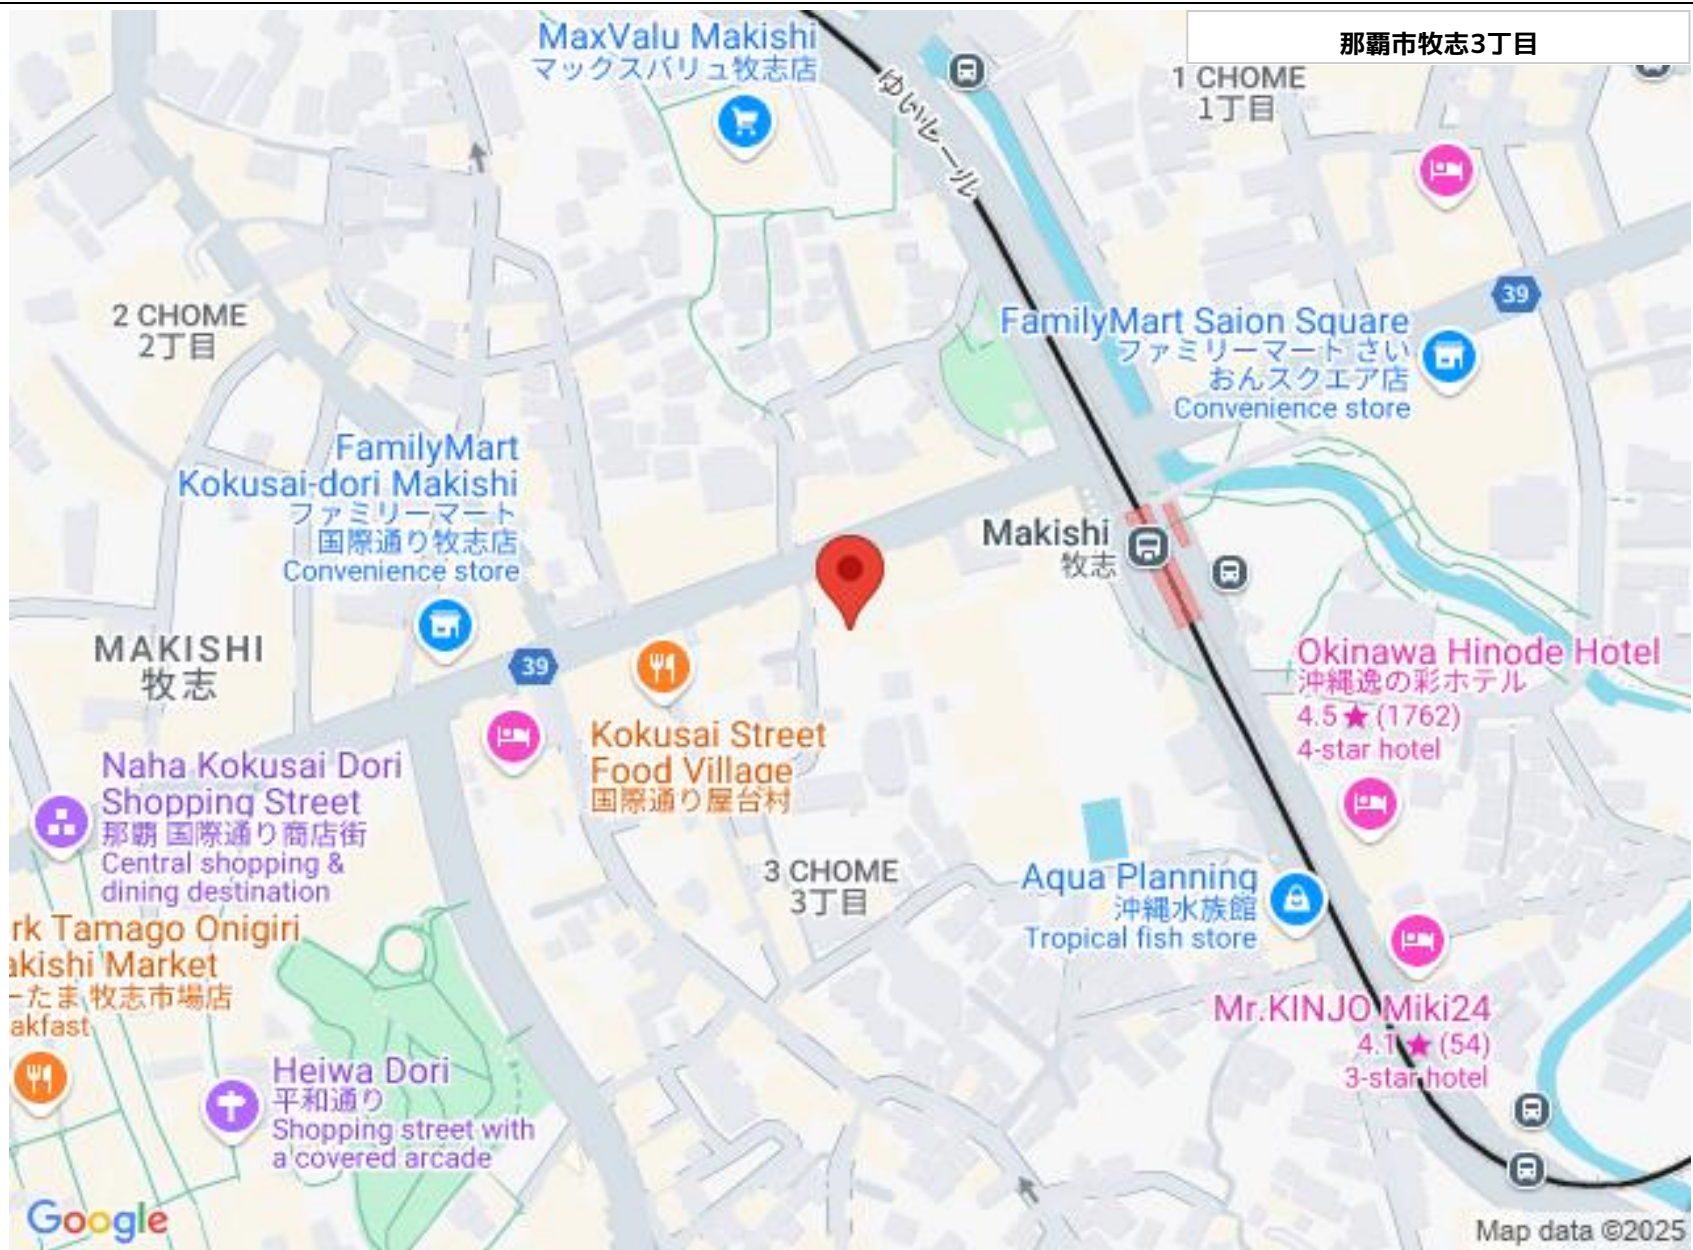 那覇市牧志3丁目
MaxValu Makishi
マックスバリュ牧志店
ゆいレール
1 CHOME
1丁目
39
2 CHOME
2丁目
FamilyMart Saion Square
ファミリーマート さい
おんスクエア店
Convenience store
FamilyMart
Kokusai-dori Makishi
ファミリーマート
国際通り牧志店
Convenience store
Makishi
牧志
MAKISHI
牧志
39
Okinawa Hinode Hotel
沖縄逸の彩ホテル
4.5★(1762)
4-star hotel
Kokusai Street
Food Village
国際通り屋台村
Naha Kokusai Dori
Shopping Street
那覇 国際通り商店街
Central shopping &
dining destination
3 CHOME
3丁目
Aqua Planning
沖縄水族館
Tropical fish store
rk Tamago Onigiri
akishi Market
ーたま 牧志市場店
akfast
Mr.KINJO Miki24
4.1★(54)
3-star hotel
Heiwa Dori
平和通り
Shopping street with
a covered arcade
Google
Map data ©2025